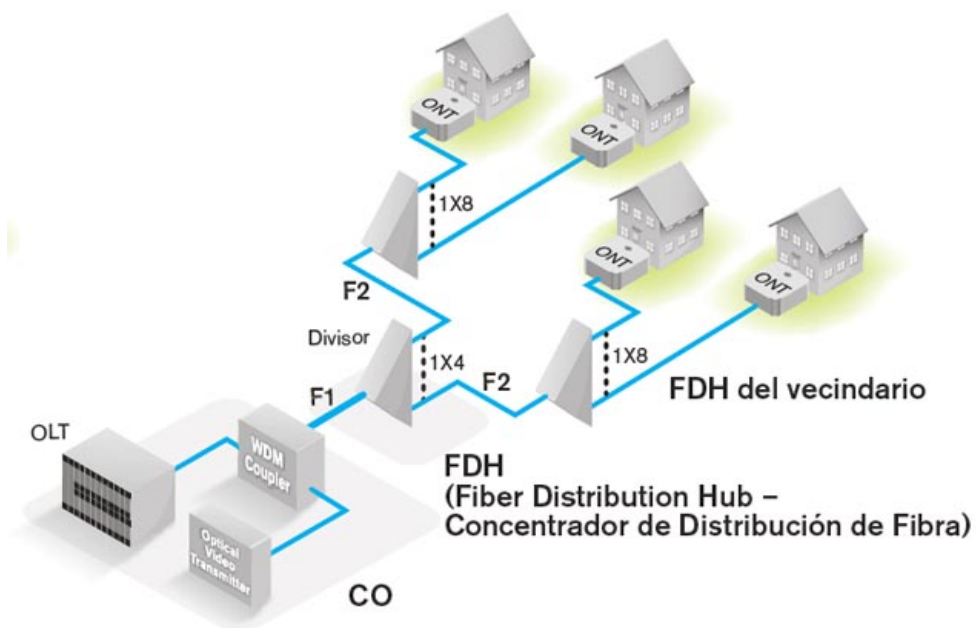 ONT
ONT
1X8
ONT
ONT
F2
Divisor
1X4
F2
1X8
FDH del vecindario
F1
OLT
WDM
Coupler
FDH
(Fiber Distribution Hub –
Concentrador de Distribución de Fibra)
Optical
Video
Transmitter
CO